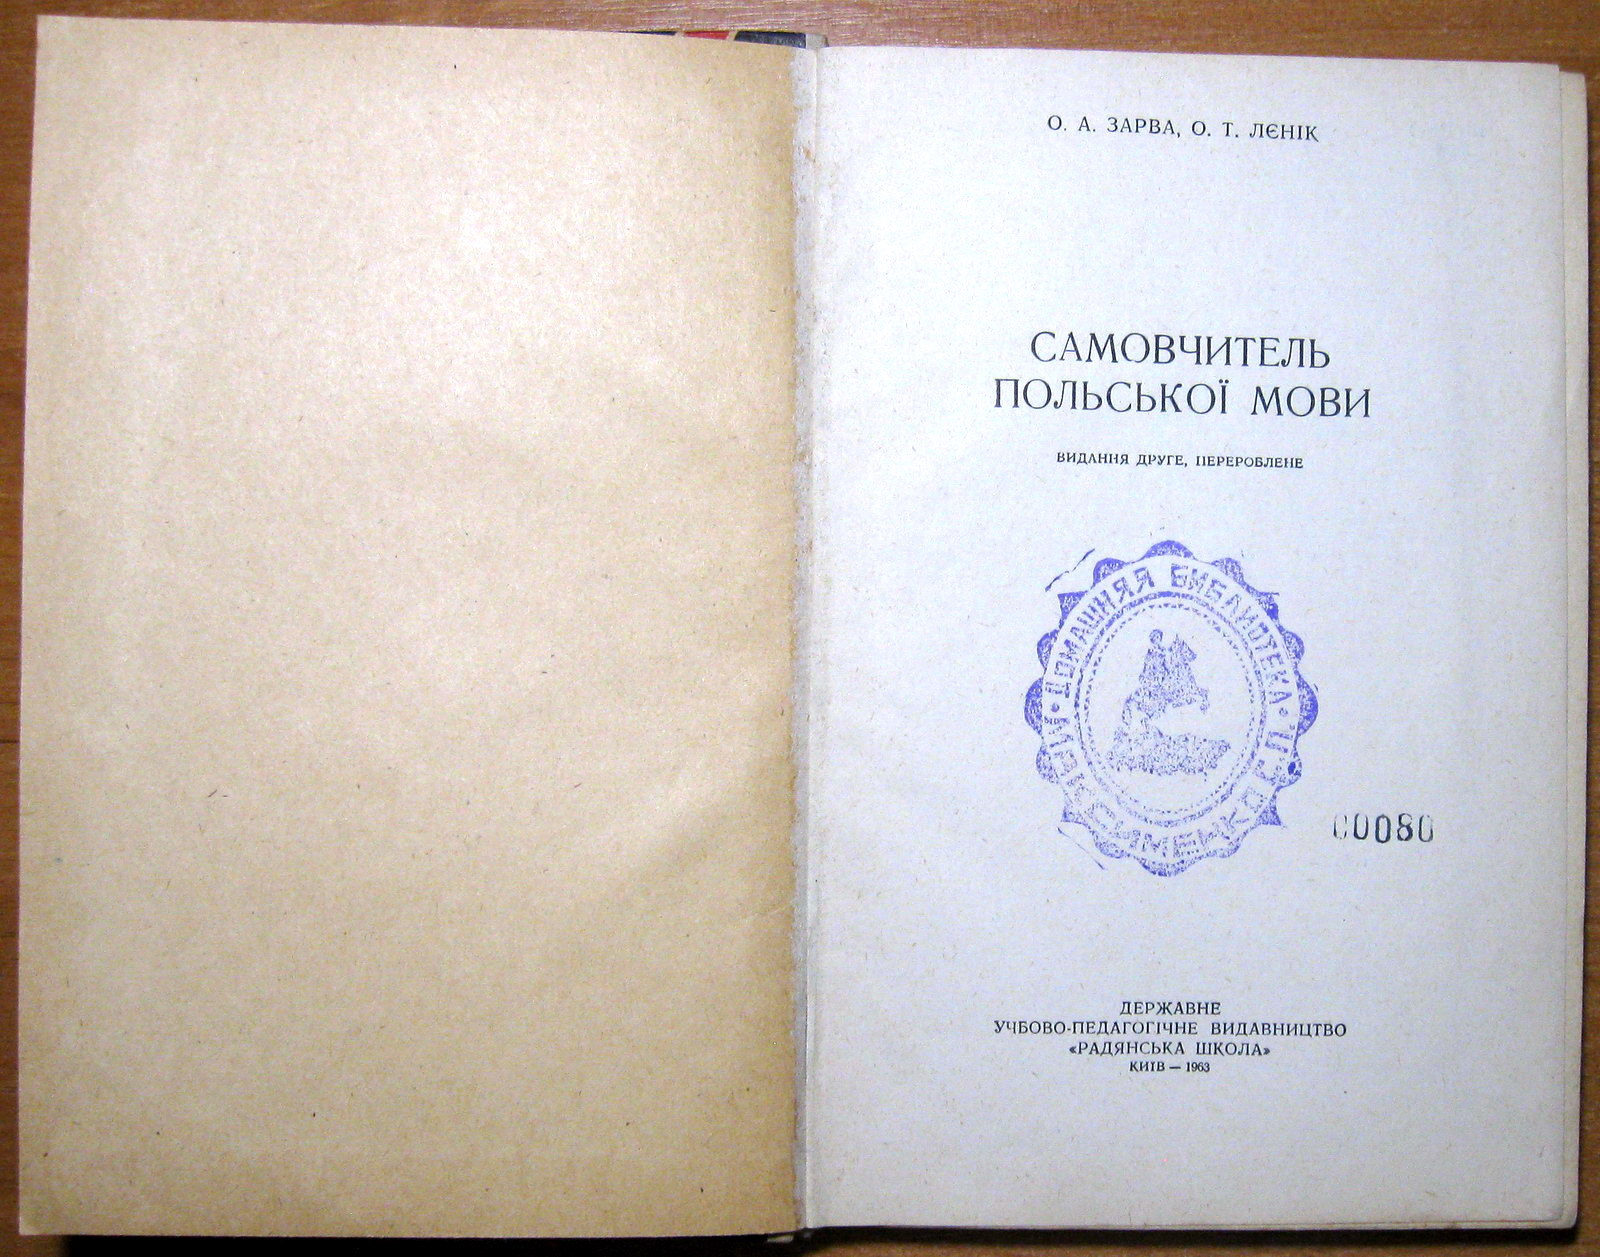 О. А. ЗАРВА, О. Т. ЛЄНІК
САМОВЧИТЕЛЬ
ПОЛЬСЬКОЇ МОВИ
ВИДАННЯ ДРУГЕ, ПЕРЕРОБЛЕНЕ
ДОМАШНЯЯ БИБЛИОТЕКА
00080
ДЕРЖАВНЕ
УЧБОВО-ПЕДАГОГІЧНЕ ВИДАВНИЦТВО
«РАДЯНСЬКА ШКОЛА»
КИЇВ — 1963